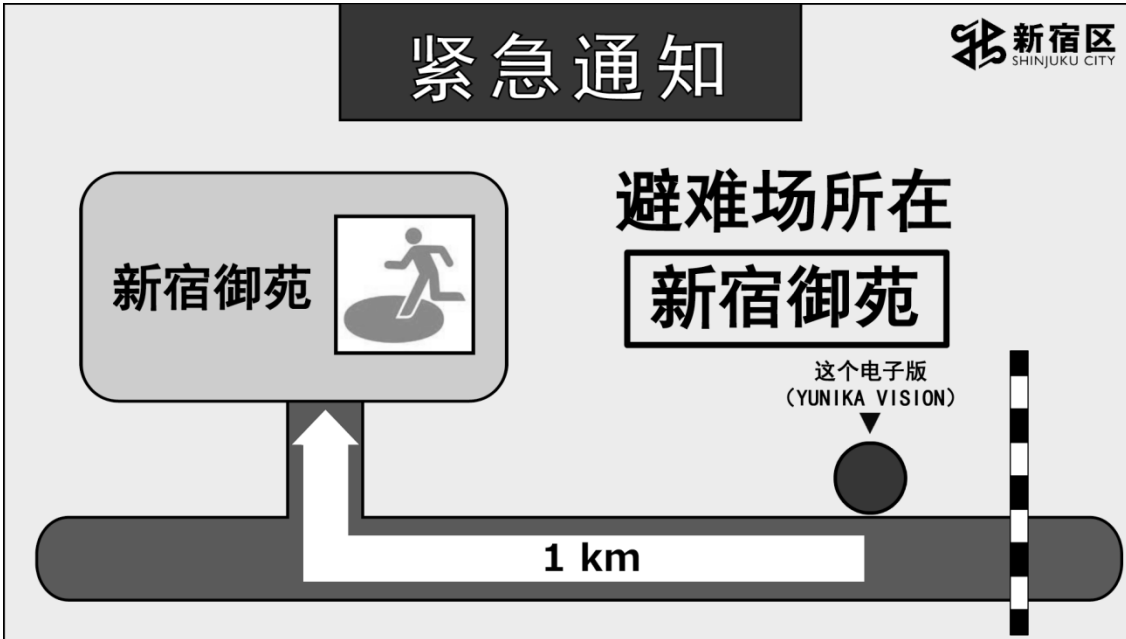 紧急通知
新宿区
SHINJUKU CITY
避难场所在
新宿御苑
新宿御苑
这个电子版
（YUNIKA VISION）
1 km